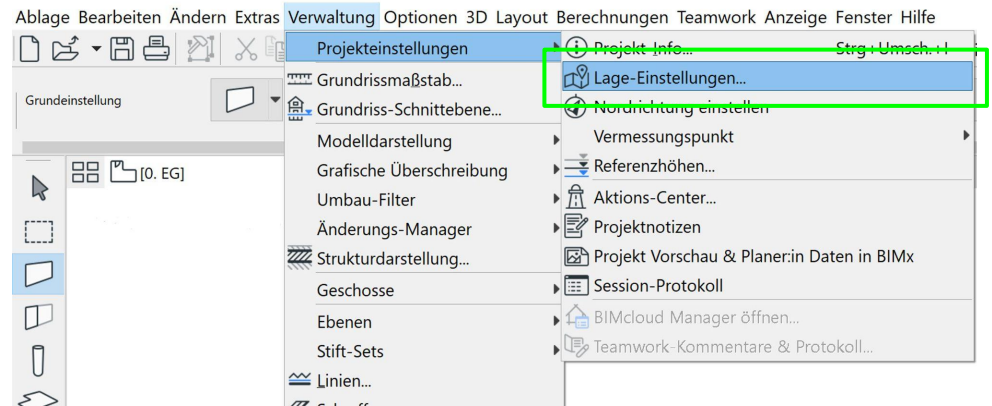 Ablage Bearbeiten Ändern Extras Verwaltung Optionen 3D Layout Berechnungen Teamwork Anzeige Fenster Hilfe
Projekteinstellungen
Projekt-Info... Strg+Umsch.+I
Grundrissmaßstab...
Lage-Einstellungen...
Grundeinstellung
Grundriss-Schnittebene...
Nordrichtung einstellen
Modelldarstellung
Vermessungspunkt
[0. EG]
Grafische Überschreibung
Referenzhöhen...
Umbau-Filter
Aktions-Center...
Änderungs-Manager
Projektnotizen
Strukturdarstellung...
Projekt Vorschau & Planer:in Daten in BIMx
Geschosse
Session-Protokoll
Ebenen
BIMcloud Manager öffnen...
Stift-Sets
Teamwork-Kommentare & Protokoll...
Linien...